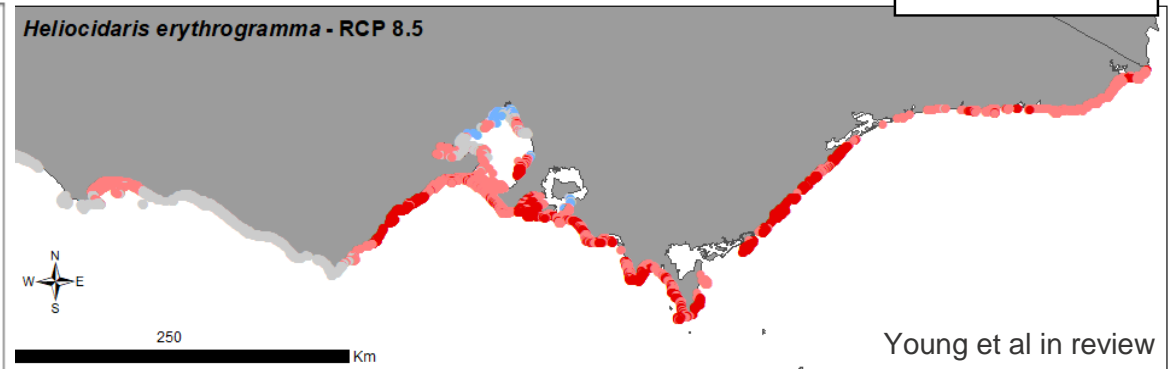 Heliocidaris erythrogramma - RCP 8.5
N
W E
S
250
Km
Young et al in review